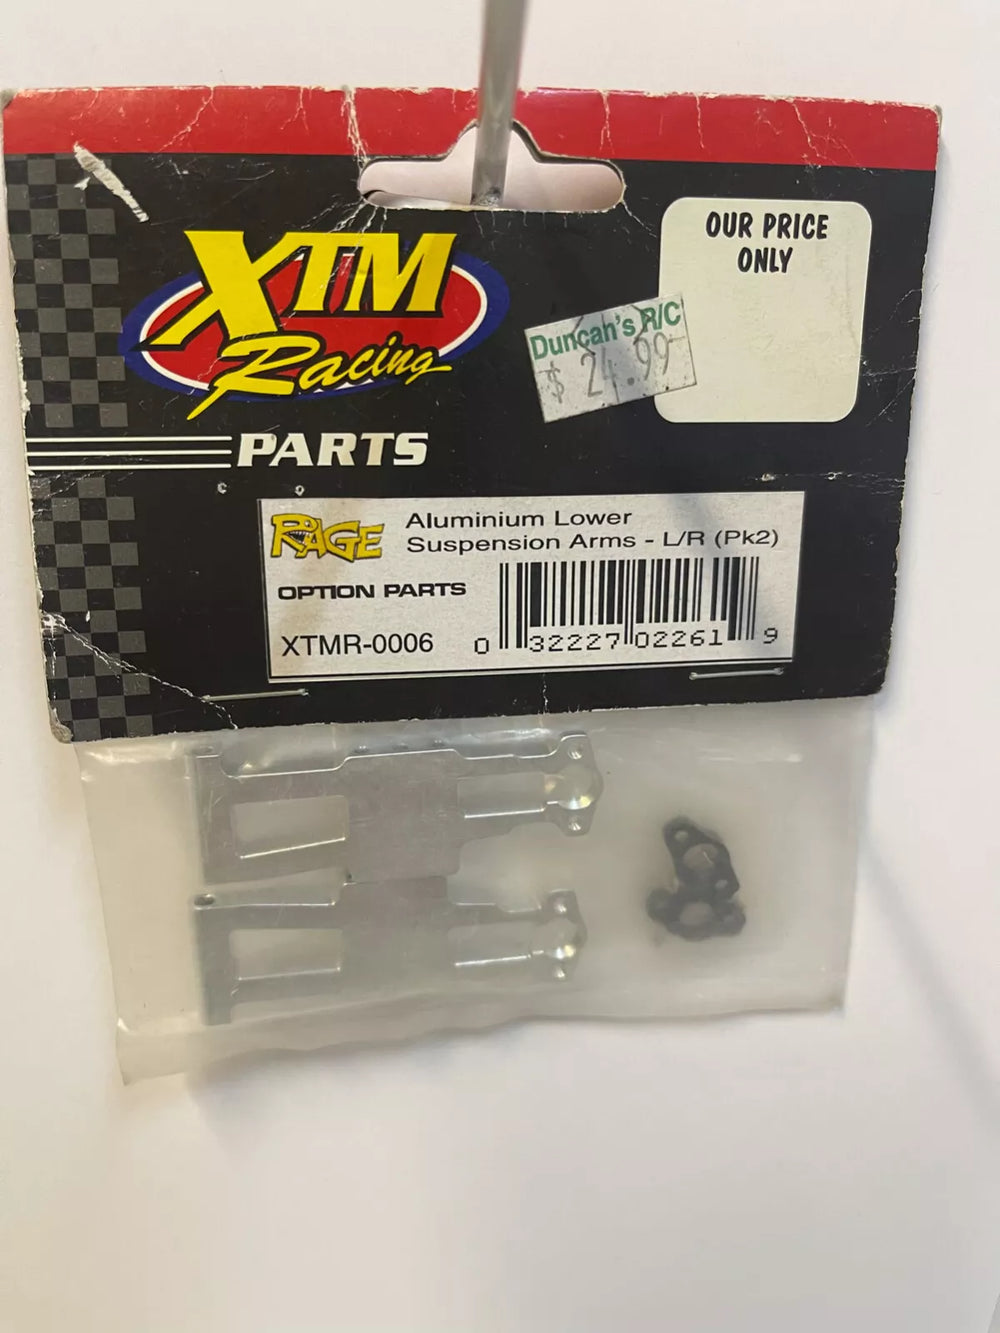 XTM
Racing
PARTS
OUR PRICE
ONLY
Duncan's R/C
$ 24.99
RAGE
Aluminium Lower
Suspension Arms - L/R (Pk2)
OPTION PARTS
XTMR-0006
0 32227 02261 9